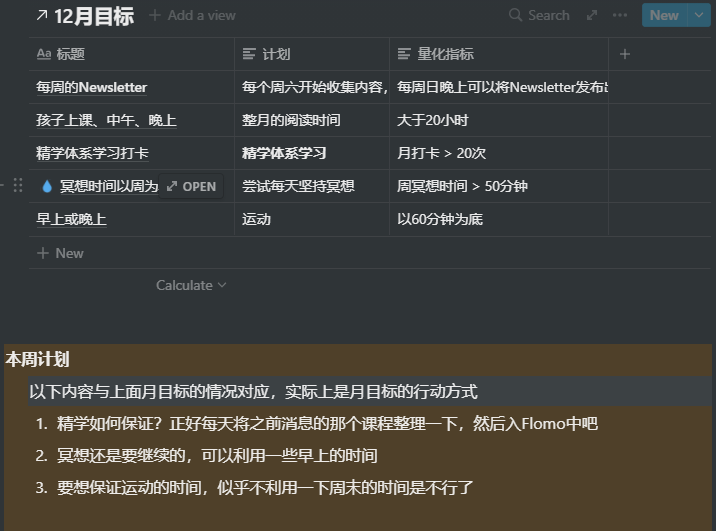 12月目标 Add a view Search New
Aa 标题 计划 量化指标
每周的Newsletter 每个周六开始收集内容， 每周日晚上可以将Newsletter发布
孩子上课、中午、晚上 整月的阅读时间 大于20小时
精学体系学习打卡 精学体系学习 月打卡 > 20次
冥想时间以周为 OPEN 尝试每天坚持冥想 周冥想时间 > 50分钟
早上或晚上 运动 以60分钟为底
New
Calculate
本周计划
以下内容与上面月目标的情况对应，实际上是月目标的行动方式
1. 精学如何保证？正好每天将之前消息的那个课程整理一下，然后入Flomo中吧
2. 冥想还是要继续的，可以利用一些早上的时间
3. 要想保证运动的时间，似乎不利用一下周末的时间是不行了